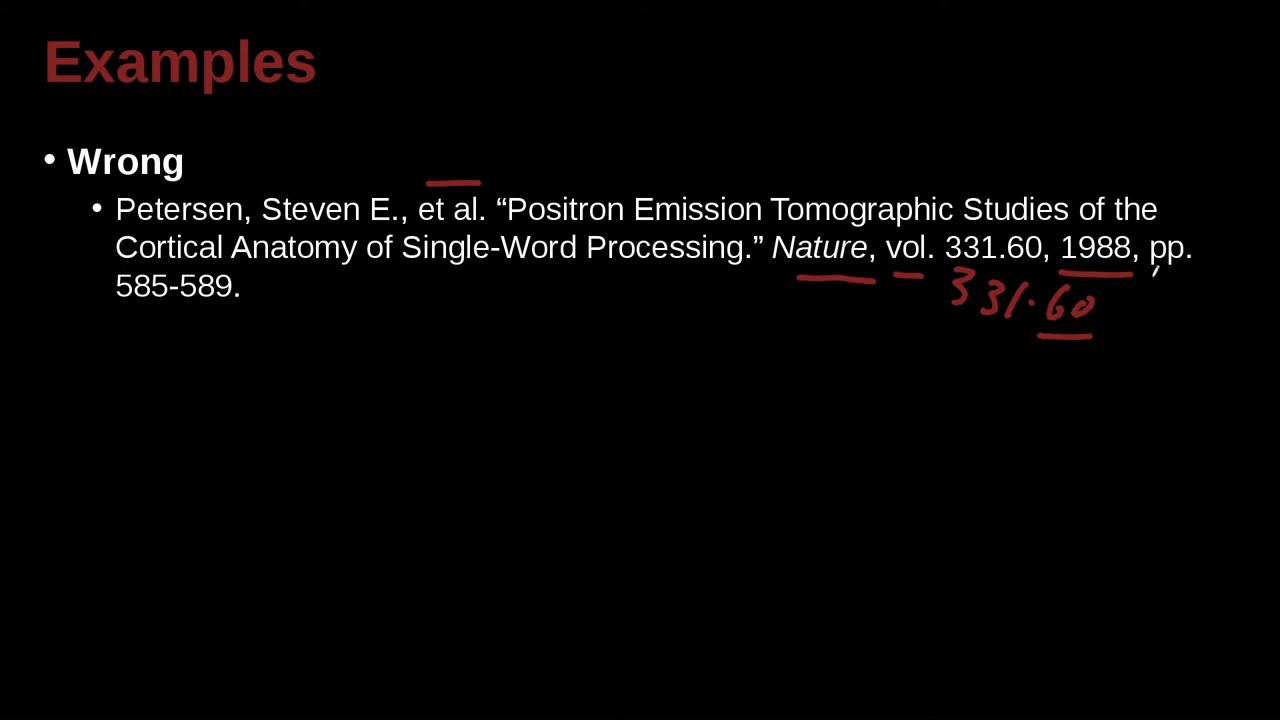 Examples
• Wrong
• Petersen, Steven E., et al. “Positron Emission Tomographic Studies of the
Cortical Anatomy of Single-Word Processing.” Nature, vol. 331.60, 1988, pp.
585-589.
331.60